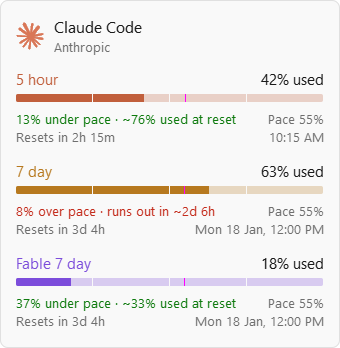 Claude Code
Anthropic
5 hour 42% used
13% under pace · ~76% used at reset Pace 55%
Resets in 2h 15m 10:15 AM
7 day 63% used
8% over pace · runs out in ~2d 6h Pace 55%
Resets in 3d 4h Mon 18 Jan, 12:00 PM
Fable 7 day 18% used
37% under pace · ~33% used at reset Pace 55%
Resets in 3d 4h Mon 18 Jan, 12:00 PM